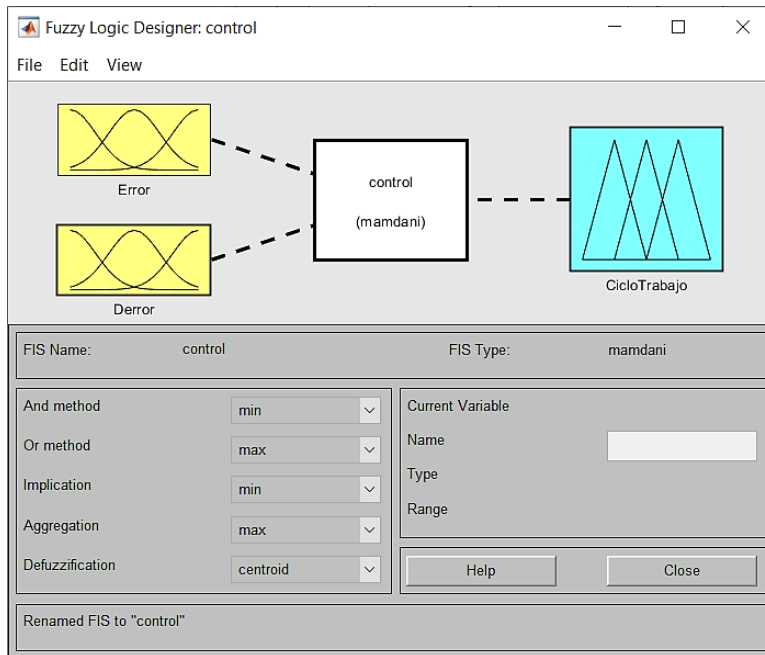 Fuzzy Logic Designer: control
File Edit View
Error
Derror
control
(mamdani)
CicloTrabajo
FIS Name: control FIS Type: mamdani
And method min
Or method max
Implication min
Aggregation max
Defuzzification centroid
Current Variable
Name
Type
Range
Help Close
Renamed FIS to "control"